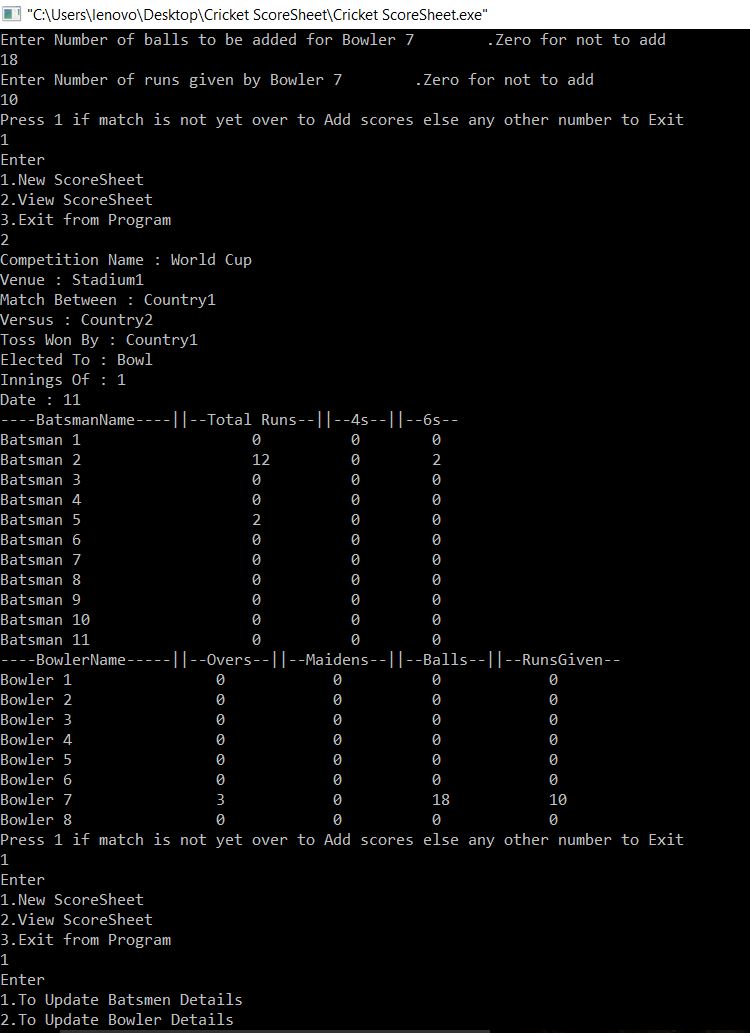 "C:\Users\lenovo\Desktop\Cricket ScoreSheet\Cricket ScoreSheet.exe"
Enter Number of balls to be added for Bowler 7        .Zero for not to add
18
Enter Number of runs given by Bowler 7        .Zero for not to add
10
Press 1 if match is not yet over to Add scores else any other number to Exit
1
Enter
1.New ScoreSheet
2.View ScoreSheet
3.Exit from Program
2
Competition Name : World Cup
Venue : Stadium1
Match Between : Country1
Versus : Country2
Toss Won By : Country1
Elected To : Bowl
Innings Of : 1
Date : 11
----BatsmanName----||--Total Runs--||--4s--||--6s--
Batsman 1                   0          0        0
Batsman 2                   12         0        2
Batsman 3                   0          0        0
Batsman 4                   0          0        0
Batsman 5                   2          0        0
Batsman 6                   0          0        0
Batsman 7                   0          0        0
Batsman 8                   0          0        0
Batsman 9                   0          0        0
Batsman 10                  0          0        0
Batsman 11                  0          0        0
----BowlerName-----||--Overs--||--Maidens--||--Balls--||--RunsGiven--
Bowler 1                0            0          0            0
Bowler 2                0            0          0            0
Bowler 3                0            0          0            0
Bowler 4                0            0          0            0
Bowler 5                0            0          0            0
Bowler 6                0            0          0            0
Bowler 7                3            0          18           10
Bowler 8                0            0          0            0
Press 1 if match is not yet over to Add scores else any other number to Exit
1
Enter
1.New ScoreSheet
2.View ScoreSheet
3.Exit from Program
1
Enter
1.To Update Batsmen Details
2.To Update Bowler Details